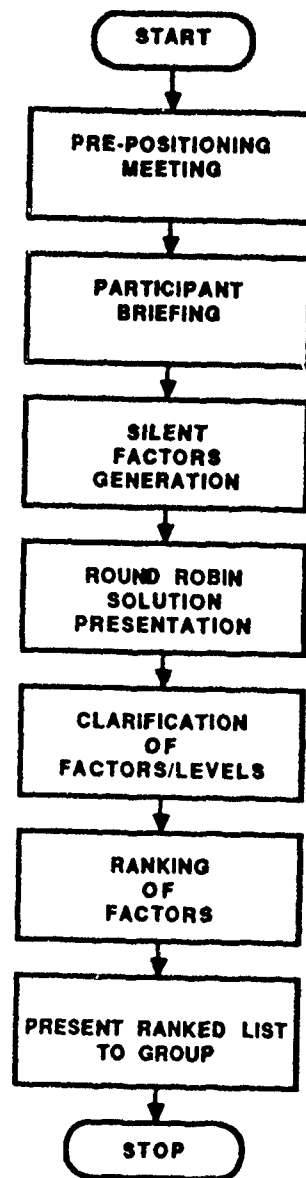 START
PRE-POSITIONING
MEETING
PARTICIPANT
BRIEFING
SILENT
FACTORS
GENERATION
ROUND ROBIN
SOLUTION
PRESENTATION
CLARIFICATION
OF
FACTORS/LEVELS
RANKING
OF
FACTORS
PRESENT RANKED LIST
TO GROUP
STOP